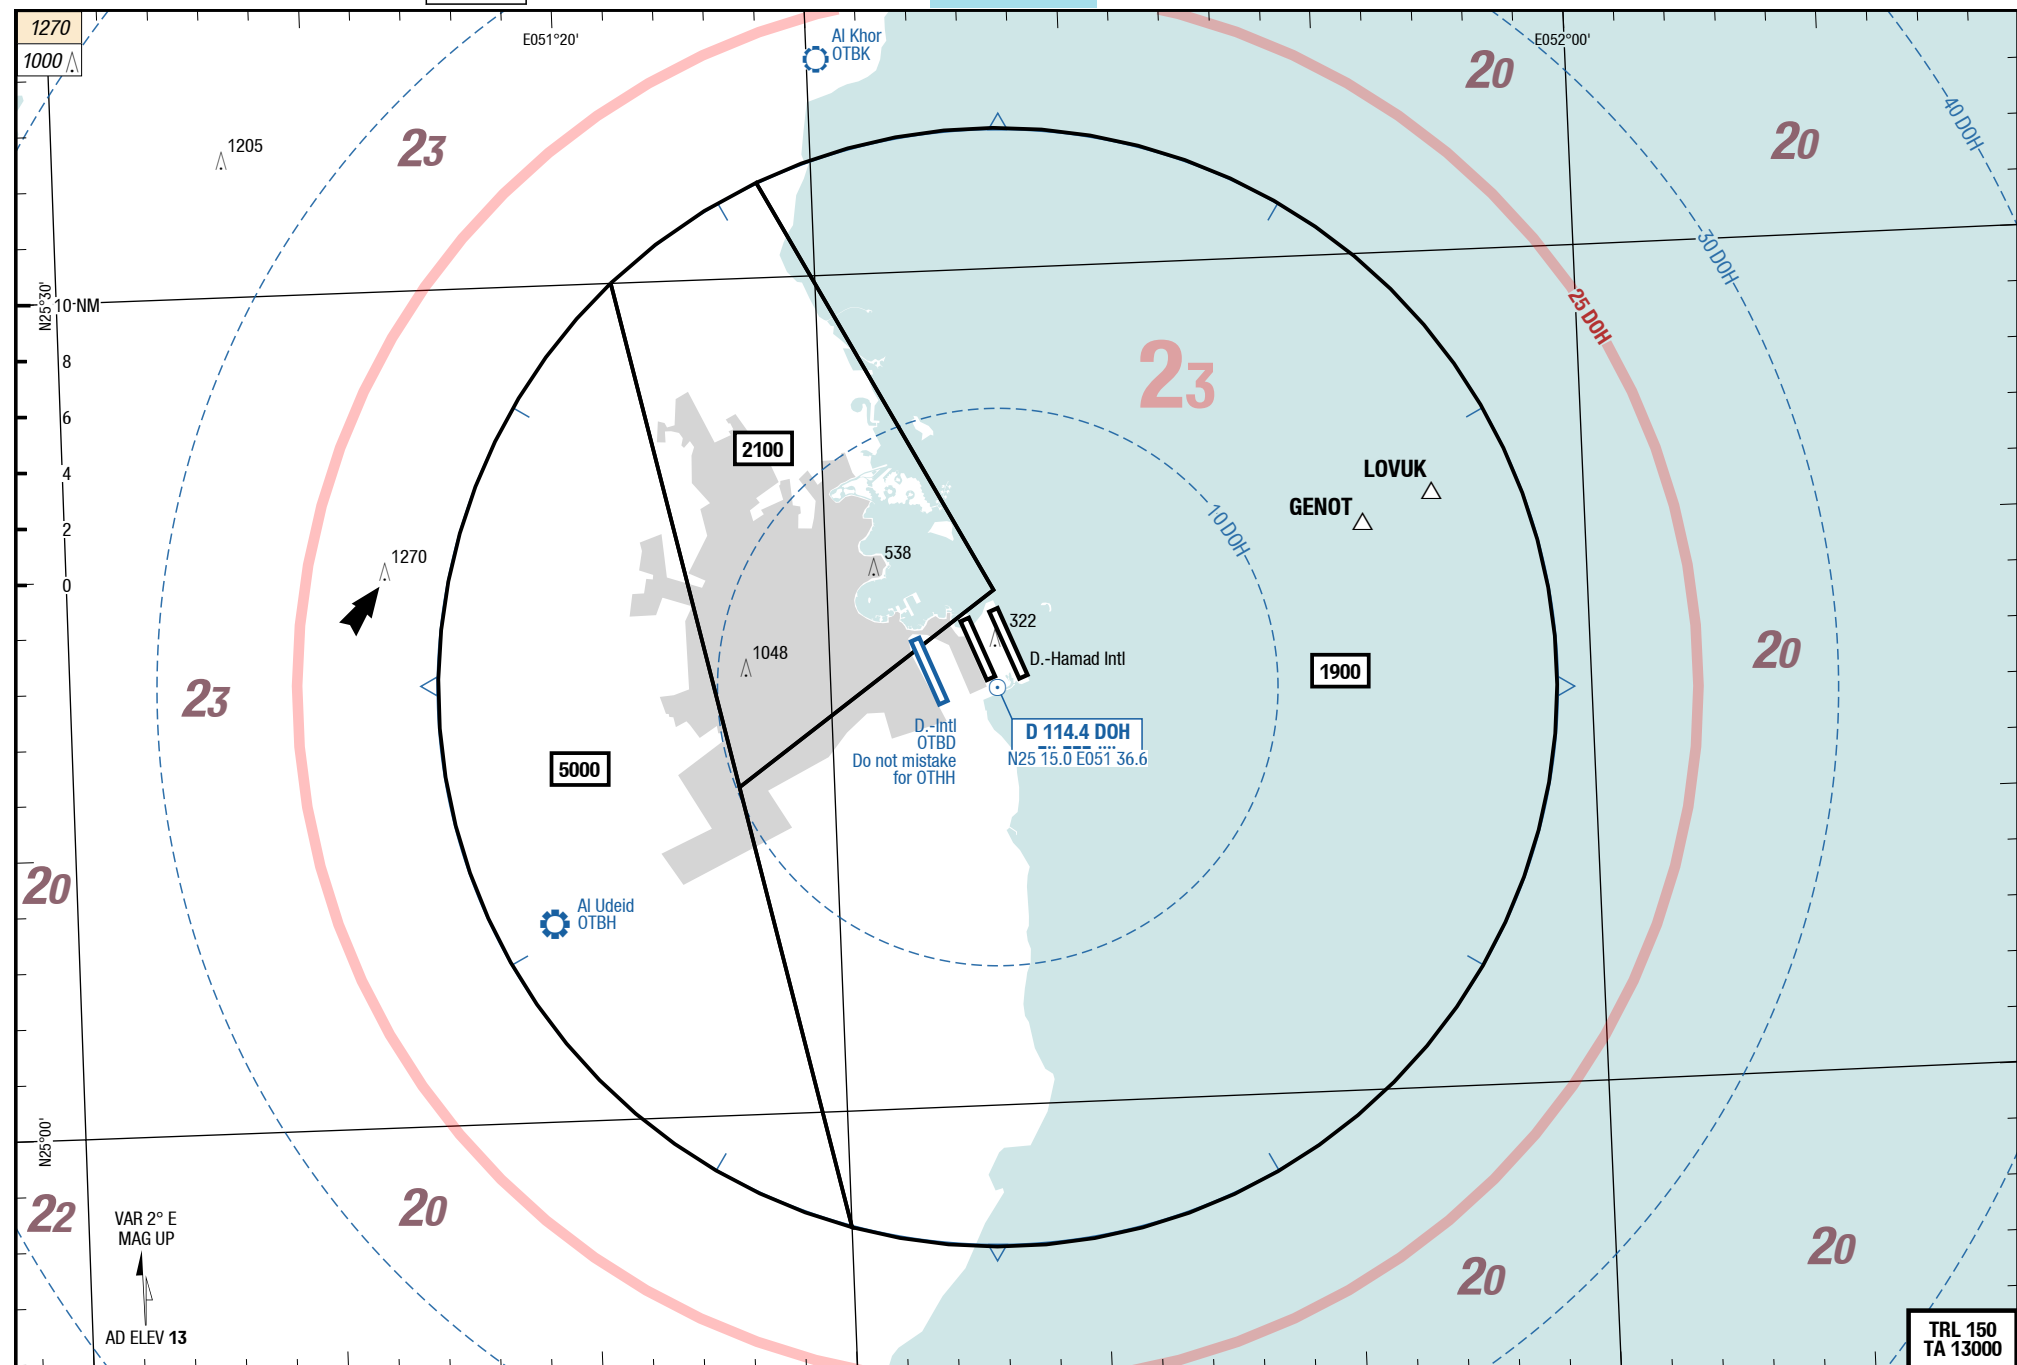 1270
1000
E051°20'
Al Khor
OTBK
E052°00'
20
40 DOH
20
23
1205
30 DOH
N25°30'
10 NM
8
6
4
2
0
25 DOH
23
2100
LOVUK
GENOT
10 DOH
538
1270
322
1048
D.-Hamad Intl
1900
20
23
D.-Intl
OTBD
Do not mistake
for OTHH
D 114.4 DOH
N25 15.0 E051 36.6
5000
20
Al Udeid
OTBH
N25°00'
22
20
VAR 2° E
MAG UP
20
20
AD ELEV 13
TRL 150
TA 13000